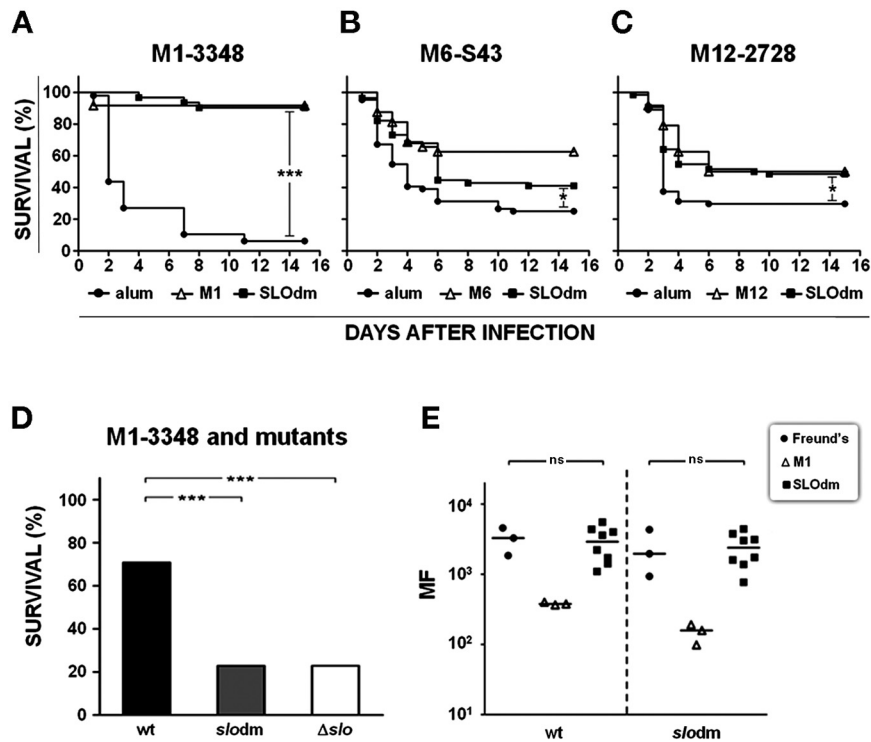 A
M1-3348
B
M6-S43
C
M12-2728
SURVIVAL (%)
100
80
60
40
20
0
***
*
*
0 2 4 6 8 10 12 14 16
0 2 4 6 8 10 12 14 16
0 2 4 6 8 10 12 14 16
alum M1 SLOdm
alum M6 SLOdm
alum M12 SLOdm
DAYS AFTER INFECTION
D
M1-3348 and mutants
***
***
SURVIVAL (%)
100
80
60
40
20
0
wt slodm Δslo
E
Freund's
M1
SLOdm
ns
ns
MF
10⁴
10³
10²
10¹
wt slodm